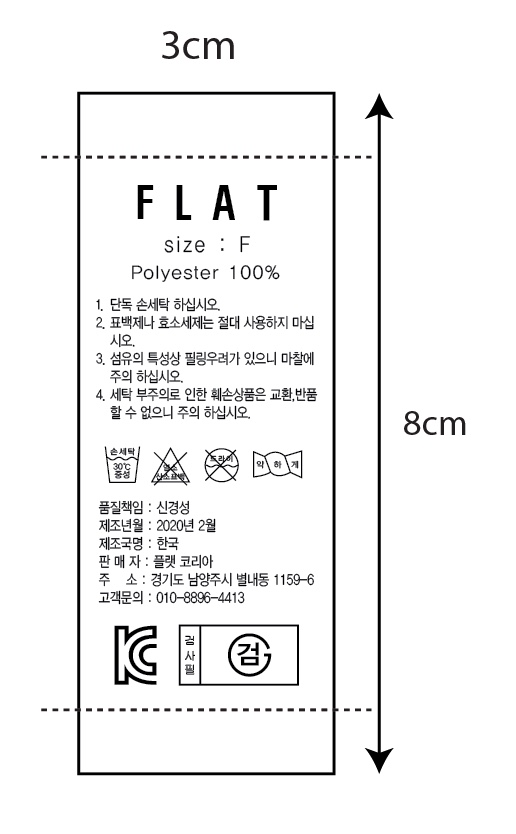 3cm
FLAT
size : F
Polyester 100%
1. 단독 손세탁 하십시오.
2. 표백제나 효소세제는 절대 사용하지 마십
시오.
3. 섬유의 특성상 필링우려가 있으니 마찰에
주의 하십시오.
4. 세탁 부주의로 인한 훼손상품은 교환,반품
할 수 없으니 주의 하십시오.
8cm
손세탁
30℃
중성
염소
산소표백
드라이
약하게
품질책임 : 신경성
제조년월 : 2020년 2월
제조국명 : 한국
판 매 자 : 플랫 코리아
주 소 : 경기도 남양주시 별내동 1159-6
고객문의 : 010-8896-4413
KC
검사필
검